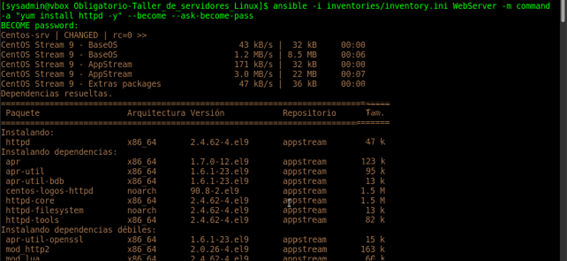 [sysadmin@vbox Obligatorio-Taller_de_servidores_Linux]$ ansible -i inventories/inventory.ini WebServer -m command
-a "yum install httpd -y" --become --ask-become-pass
BECOME password:
Centos-srv | CHANGED | rc=0 >>
CentOS Stream 9 - BaseOS 43 kB/s | 32 kB 00:00
CentOS Stream 9 - BaseOS 1.2 MB/s | 8.5 MB 00:06
CentOS Stream 9 - AppStream 171 kB/s | 32 kB 00:00
CentOS Stream 9 - AppStream 3.0 MB/s | 22 MB 00:07
CentOS Stream 9 - Extras packages 47 kB/s | 36 kB 00:00
Dependencias resueltas.
Paquete Arquitectura Versión Repositorio Tam.
Instalando:
httpd x86_64 2.4.62-4.el9 appstream 47 k
Instalando dependencias:
apr x86_64 1.7.0-12.el9 appstream 123 k
apr-util x86_64 1.6.1-23.el9 appstream 95 k
apr-util-bdb x86_64 1.6.1-23.el9 appstream 13 k
centos-logos-httpd noarch 90.8-2.el9 appstream 1.5 M
httpd-core x86_64 2.4.62-4.el9 appstream 1.5 M
httpd-filesystem noarch 2.4.62-4.el9 appstream 13 k
httpd-tools x86_64 2.4.62-4.el9 appstream 82 k
Instalando dependencias débiles:
apr-util-openssl x86_64 1.6.1-23.el9 appstream 15 k
mod_http2 x86_64 2.0.26-4.el9 appstream 163 k
mod_lua x86_64 2.4.62-4.el9 appstream 60 k